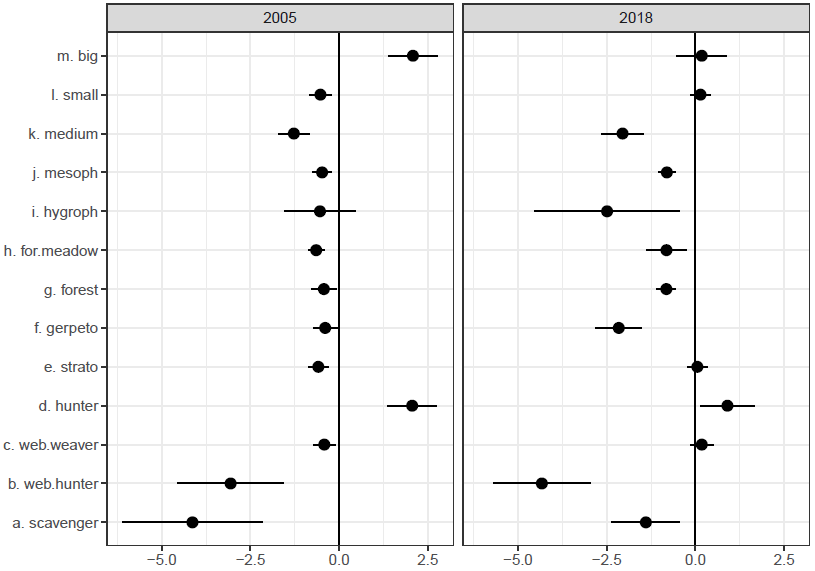 2005 2018
m. big
l. small
k. medium
j. mesoph
i. hygroph
h. for.meadow
g. forest
f. gerpeto
e. strato
d. hunter
c. web.weaver
b. web.hunter
a. scavenger
−5.0 −2.5 0.0 2.5 −5.0 −2.5 0.0 2.5